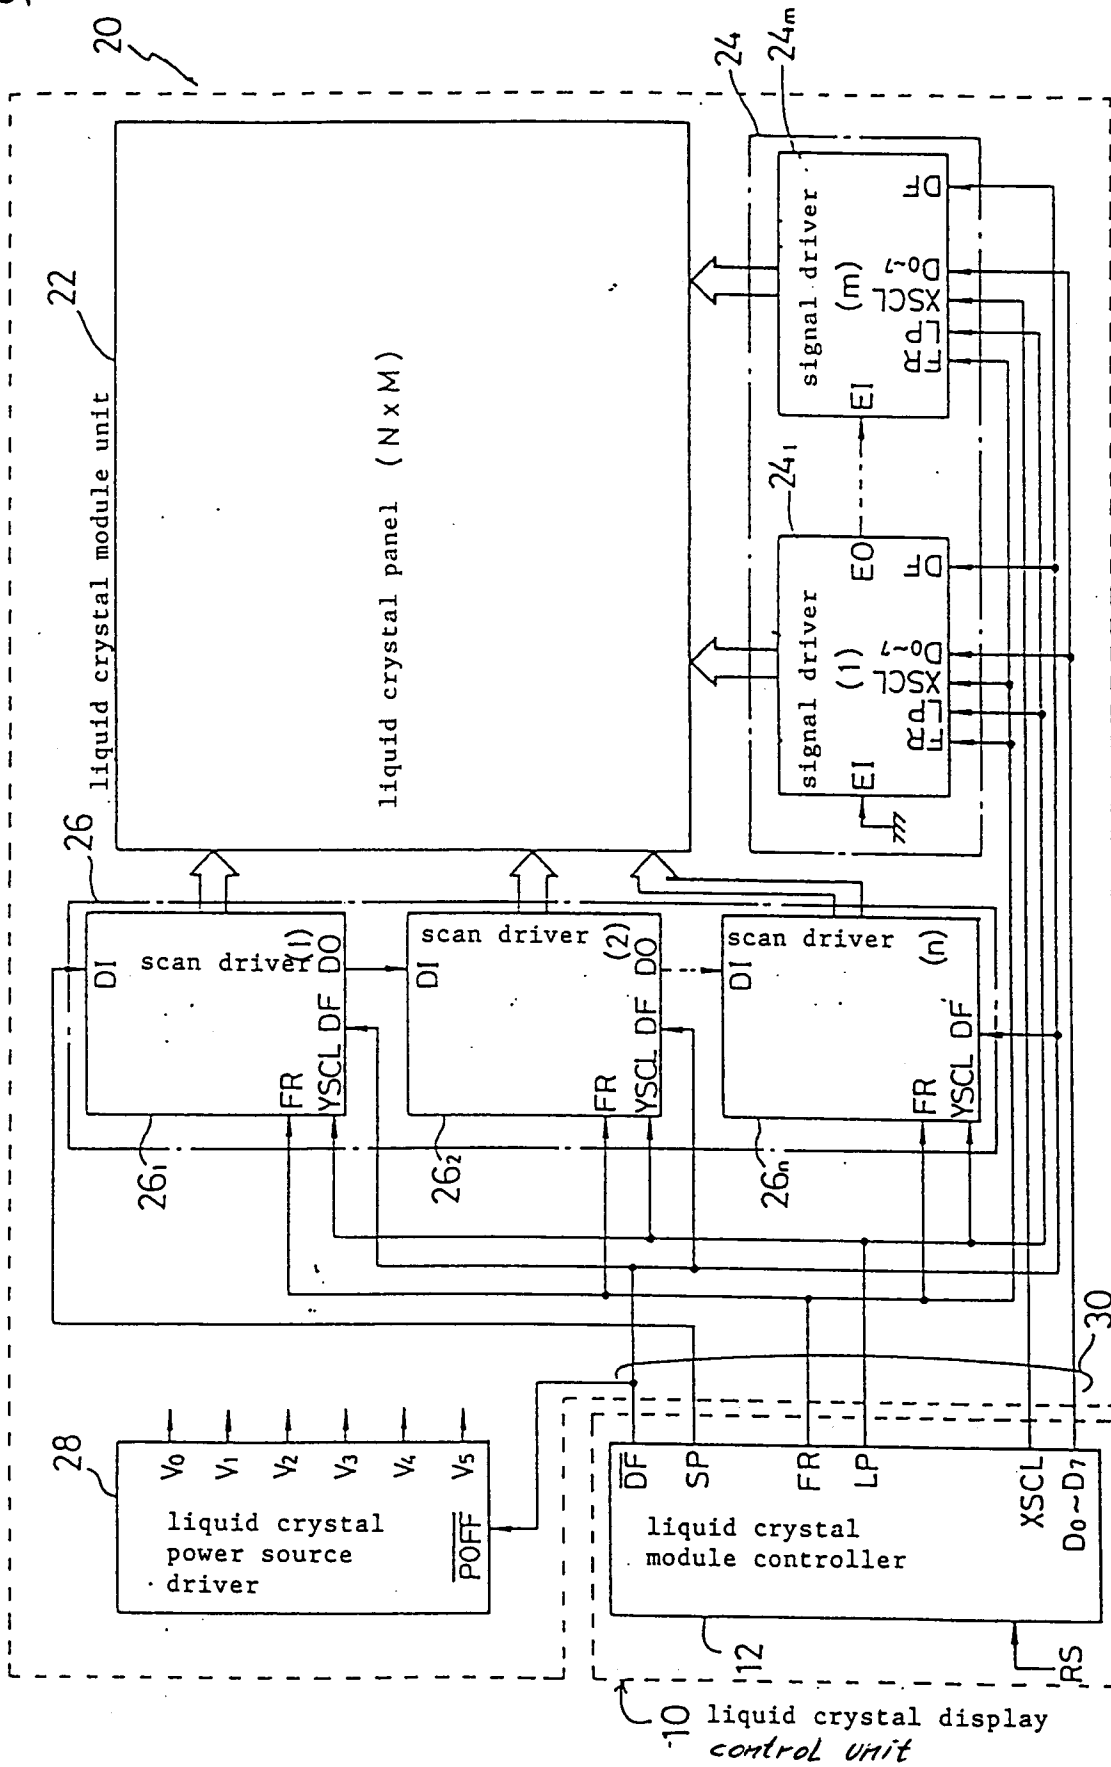 20
liquid crystal module unit
22
liquid crystal panel (N x M)
24
24m
signal driver
(m)
EI
FR
LP
XSCL
D0~7
DF
24₁
signal driver
(1)
EI
EO
FR
LP
XSCL
D0~7
DF
26
DI
scan driver
(1)
DO
DF
YSCL
FR
26₁
DI
scan driver
(2)
DO
DF
YSCL
FR
26₂
DI
scan driver
(n)
DF
YSCL
FR
26n
28
V0
V1
V2
V3
V4
V5
liquid crystal
power source
driver
P̅O̅F̅F̅
30
D̅F̅
SP
FR
LP
XSCL
D0~D7
liquid crystal
module controller
12
RS
10 liquid crystal display
control unit